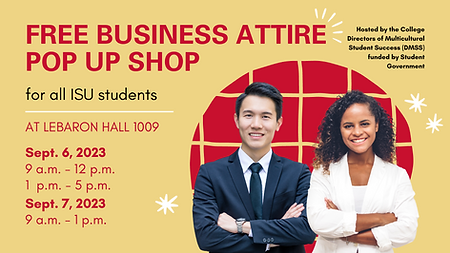 FREE BUSINESS ATTIRE
POP UP SHOP
for all ISU students
AT LEBARON HALL 1009
Sept. 6, 2023
9 a.m. - 12 p.m.
1 p.m. - 5 p.m.
Sept. 7, 2023
9 a.m. - 1 p.m.
Hosted by the College
Directors of Multicultural
Student Success (DMSS)
funded by Student
Government